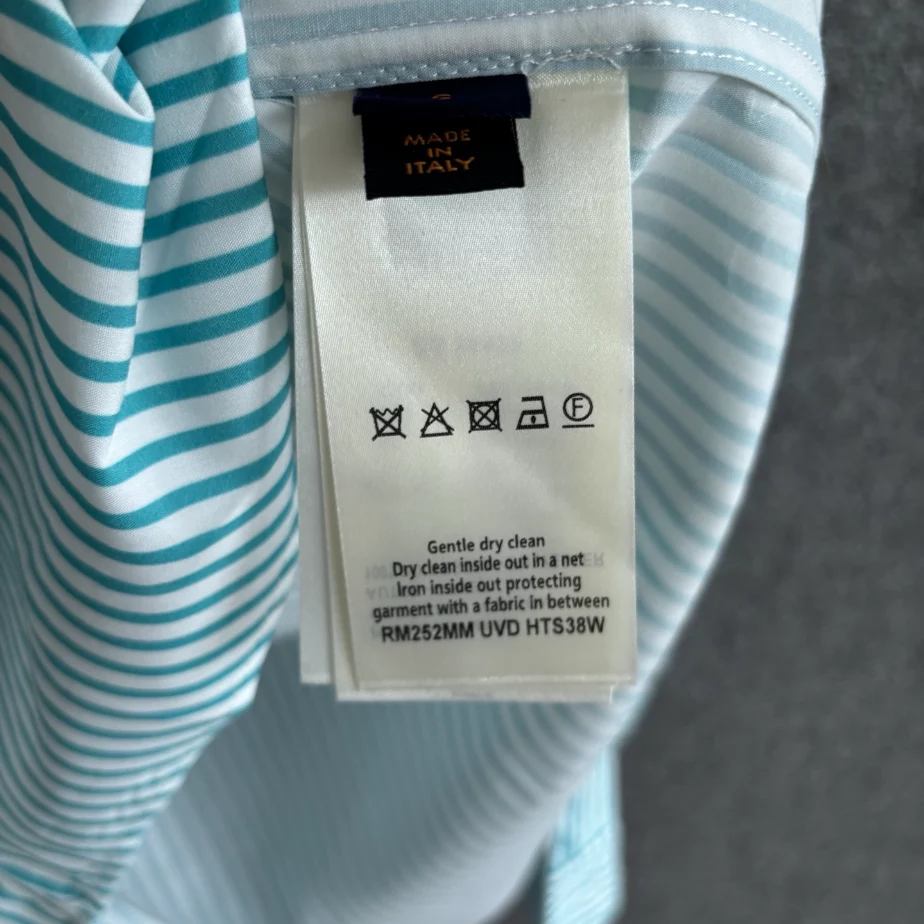 MADE
IN
ITALY
F
Gentle dry clean
Dry clean inside out in a net
Iron inside out protecting
garment with a fabric in between
RM252MM UVD HTS38W